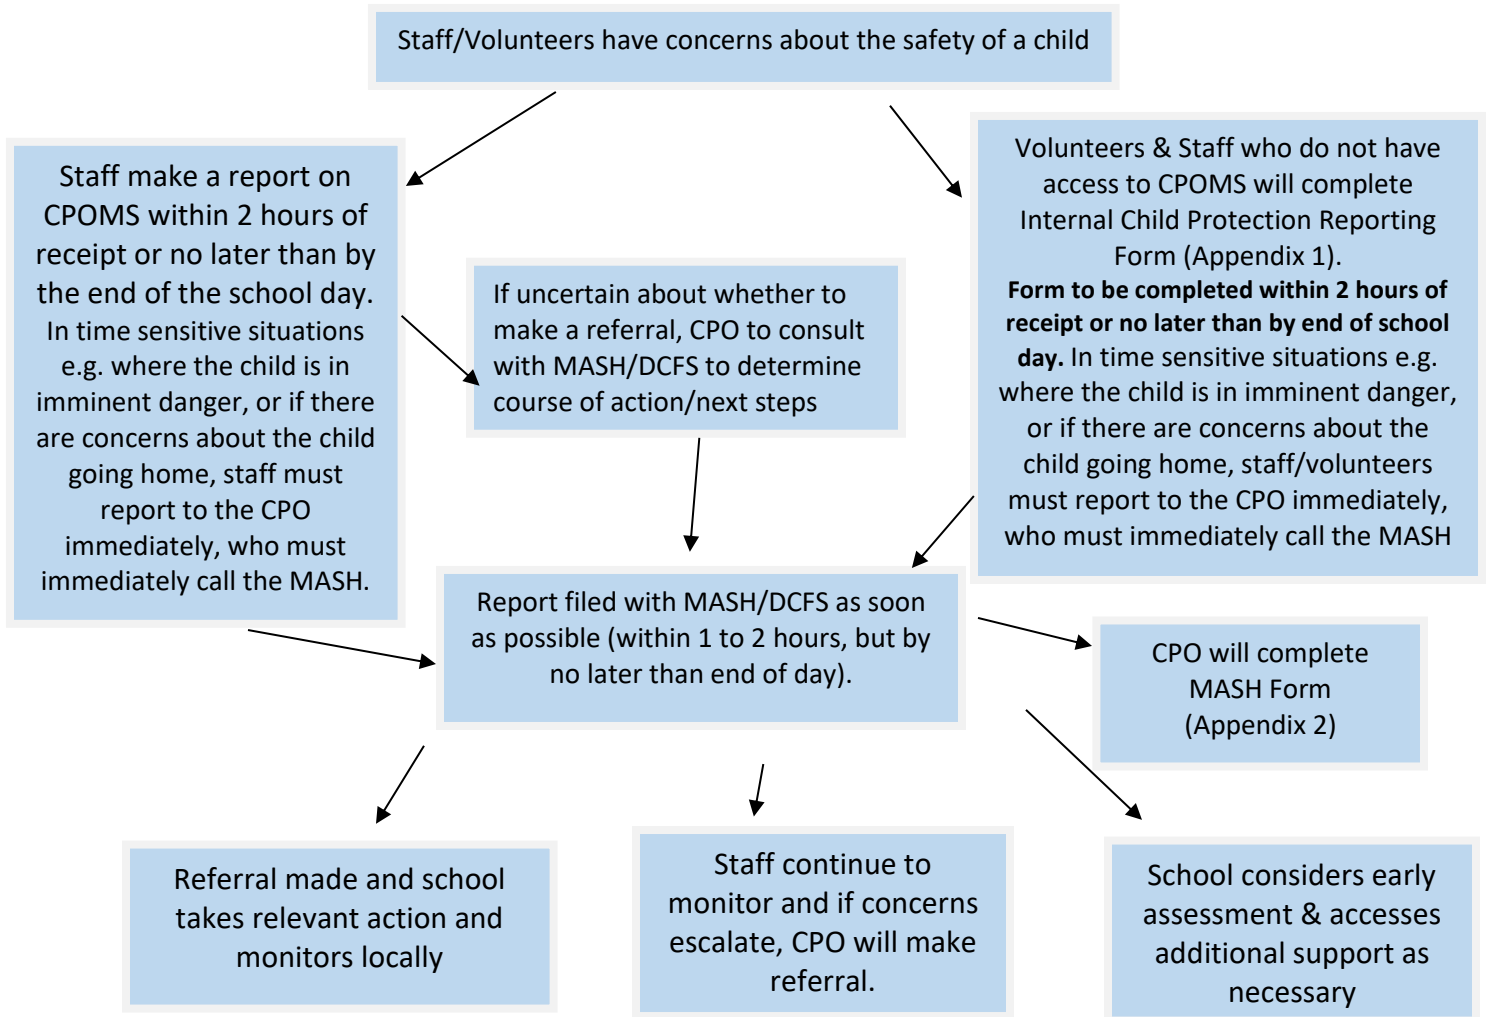 Staff/Volunteers have concerns about the safety of a child
Staff make a report on
CPOMS within 2 hours of
receipt or no later than by
the end of the school day.
In time sensitive situations
e.g. where the child is in
imminent danger, or if there
are concerns about the child
going home, staff must
report to the CPO
immediately, who must
immediately call the MASH.
If uncertain about whether to
make a referral, CPO to consult
with MASH/DCFS to determine
course of action/next steps
Volunteers & Staff who do not have
access to CPOMS will complete
Internal Child Protection Reporting
Form (Appendix 1).
Form to be completed within 2 hours of
receipt or no later than by end of school
day. In time sensitive situations e.g.
where the child is in imminent danger,
or if there are concerns about the
child going home, staff/volunteers
must report to the CPO immediately,
who must immediately call the MASH
Report filed with MASH/DCFS as soon
as possible (within 1 to 2 hours, but by
no later than end of day).
CPO will complete
MASH Form
(Appendix 2)
Referral made and school
takes relevant action and
monitors locally
Staff continue to
monitor and if concerns
escalate, CPO will make
referral.
School considers early
assessment & accesses
additional support as
necessary